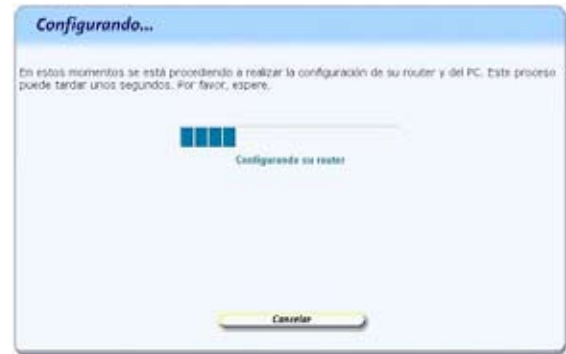 Configurando...
En estos momentos se está procediendo a realizar la configuración de su router y del PC. Este proceso
puede tardar unos segundos. Por favor, espere.
Configurando su router
Cancelar